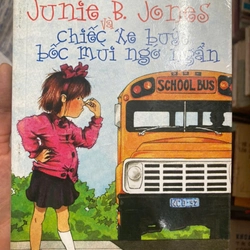 Junie B. Jones
và
chiếc xe buýt
bốc mùi ngớ ngẩn
SCHOOL BUS